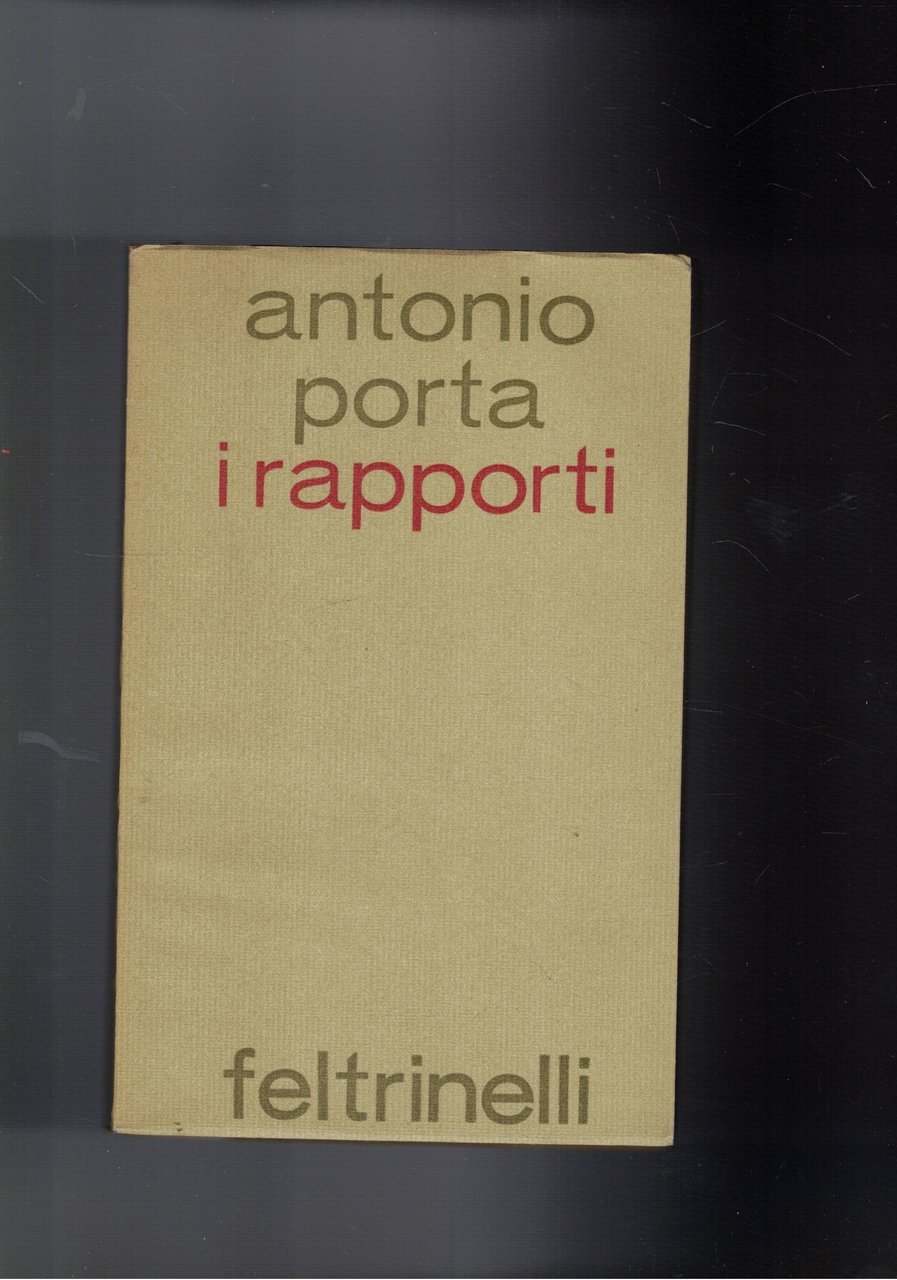 antonio
porta
i rapporti
feltrinelli